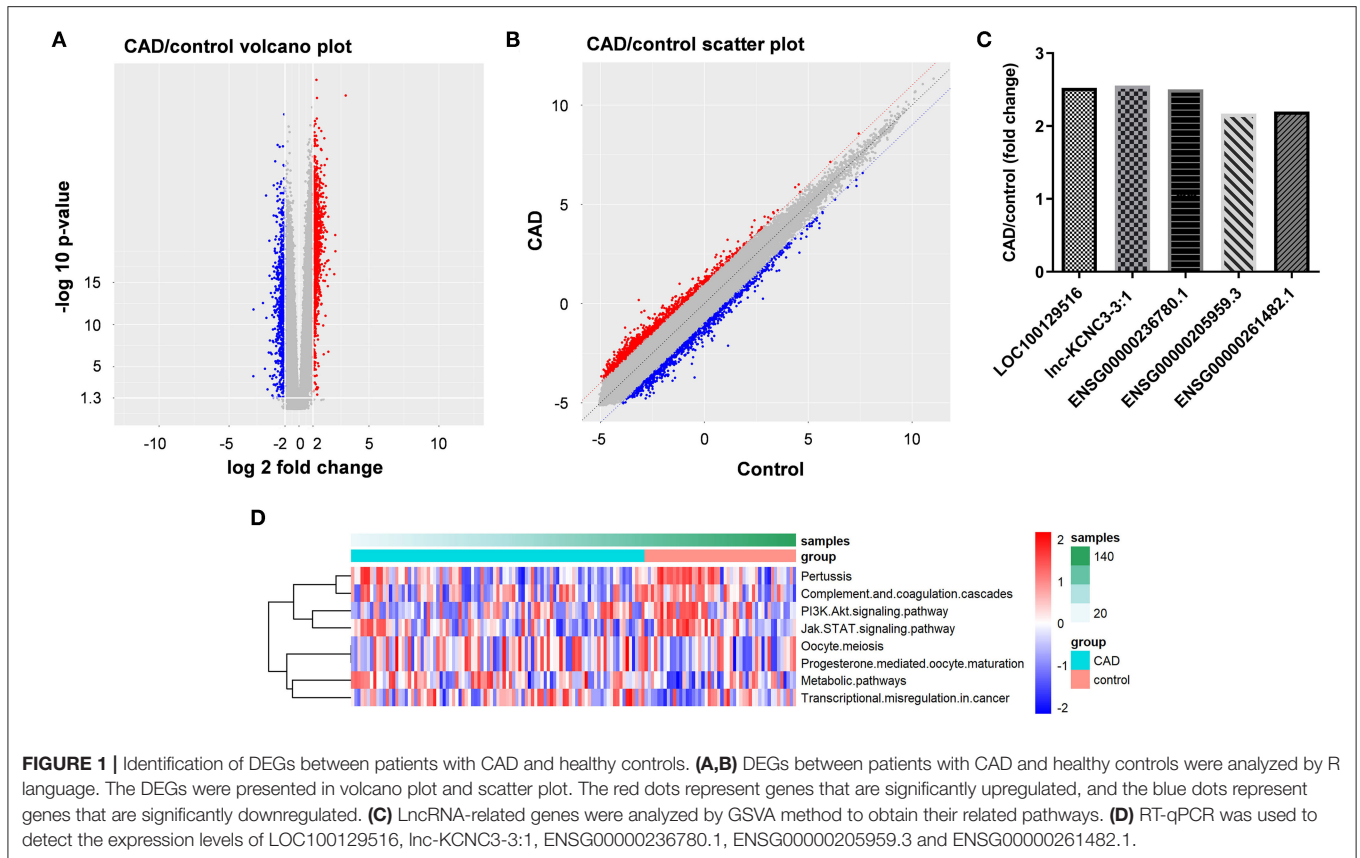 A
CAD/control volcano plot
-log 10 p-value
15
10
5
1.3
-10
-5
-2
0
2
5
10
log 2 fold change
B
CAD/control scatter plot
CAD
10
5
0
-5
-5
0
5
10
Control
C
CAD/control (fold change)
3
2
1
0
LOC100129516
lnc-KCNC3-3:1
ENSG00000236780.1
ENSG00000205959.3
ENSG00000261482.1
D
samples
group
Pertussis
Complement.and.coagulation.cascades
PI3K.Akt.signaling.pathway
Jak.STAT.signaling.pathway
Oocyte.meiosis
Progesterone.mediated.oocyte.maturation
Metabolic.pathways
Transcriptional.misregulation.in.cancer
2
1
0
-1
-2
samples
140
20
group
CAD
control
FIGURE 1 | Identification of DEGs between patients with CAD and healthy controls. (A,B) DEGs between patients with CAD and healthy controls were analyzed by R
language. The DEGs were presented in volcano plot and scatter plot. The red dots represent genes that are significantly upregulated, and the blue dots represent
genes that are significantly downregulated. (C) LncRNA-related genes were analyzed by GSVA method to obtain their related pathways. (D) RT-qPCR was used to
detect the expression levels of LOC100129516, lnc-KCNC3-3:1, ENSG00000236780.1, ENSG00000205959.3 and ENSG00000261482.1.